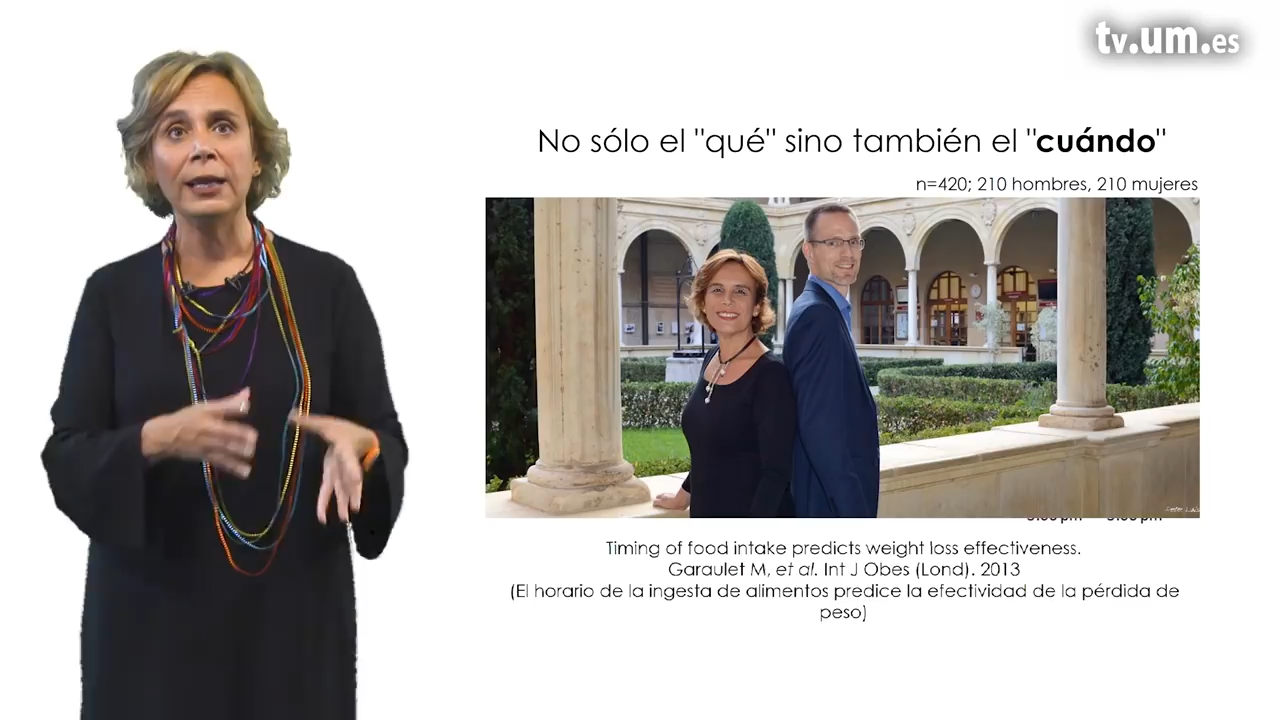 tv.um.es
No sólo el "qué" sino también el "cuándo"
n=420; 210 hombres, 210 mujeres
Timing of food intake predicts weight loss effectiveness.
Garaulet M, et al. Int J Obes (Lond). 2013
(El horario de la ingesta de alimentos predice la efectividad de la pérdida de
peso)